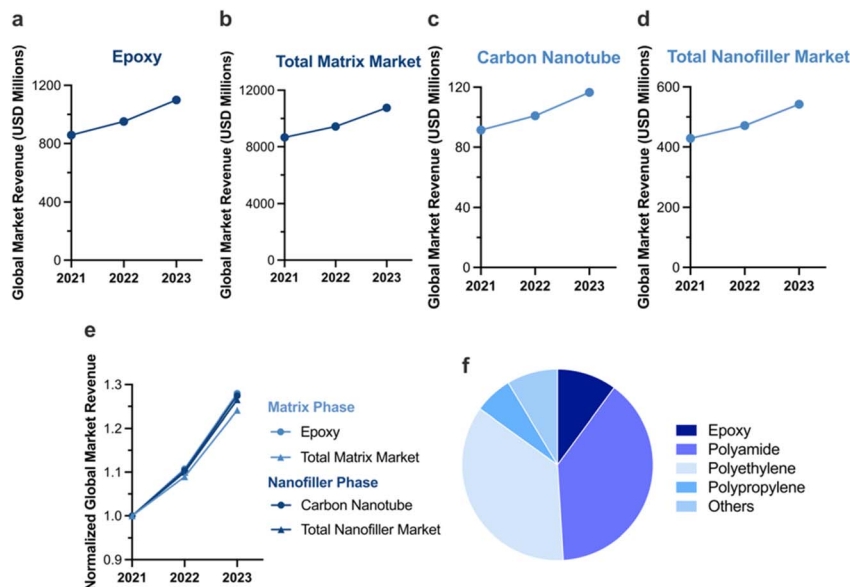 a
Epoxy
Global Market Revenue (USD Millions)
1200
800
400
0
2021 2022 2023
b
Total Matrix Market
Global Market Revenue (USD Millions)
12000
8000
4000
0
2021 2022 2023
c
Carbon Nanotube
Global Market Revenue (USD Millions)
120
80
40
0
2021 2022 2023
d
Total Nanofiller Market
Global Market Revenue (USD Millions)
600
400
200
0
2021 2022 2023
e
Normalized Global Market Revenue
1.3
1.2
1.1
1.0
0.9
2021 2022 2023
Matrix Phase
Epoxy
Total Matrix Market
Nanofiller Phase
Carbon Nanotube
Total Nanofiller Market
f
Epoxy
Polyamide
Polyethylene
Polypropylene
Others